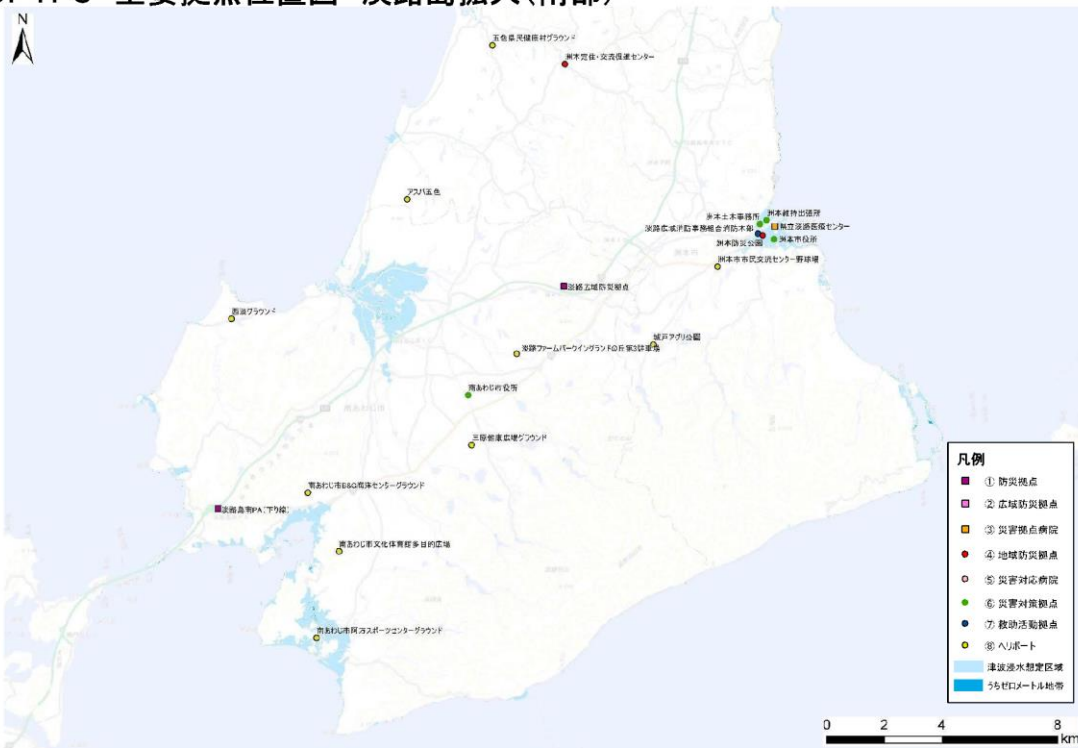 主要拠点位置図 淡路島拡大(南部)
N
五色県民健康村グラウンド
洲本定住・交流促進センター
アスパ五色
洲本土木事務所
洲本維持出張所
淡路広域消防事務組合消防本部
県立淡路医療センター
洲本防災公園
洲本市役所
洲本市市民交流センター野球場
淡路広域防災拠点
西淡グラウンド
城戸アグリ公園
淡路ファームパークイングランドの丘第3駐車場
南あわじ市役所
三原健康広場グラウンド
南あわじ市B&G海洋センターグラウンド
淡路島南PA(下り線)
南あわじ市文化体育館多目的広場
南あわじ市阿万スポーツセンターグラウンド
凡例
① 防災拠点
② 広域防災拠点
③ 災害拠点病院
④ 地域防災拠点
⑤ 災害対応病院
⑥ 災害対策拠点
⑦ 救助活動拠点
⑧ ヘリポート
津波浸水想定区域
うちゼロメートル地帯
0 2 4 8
km